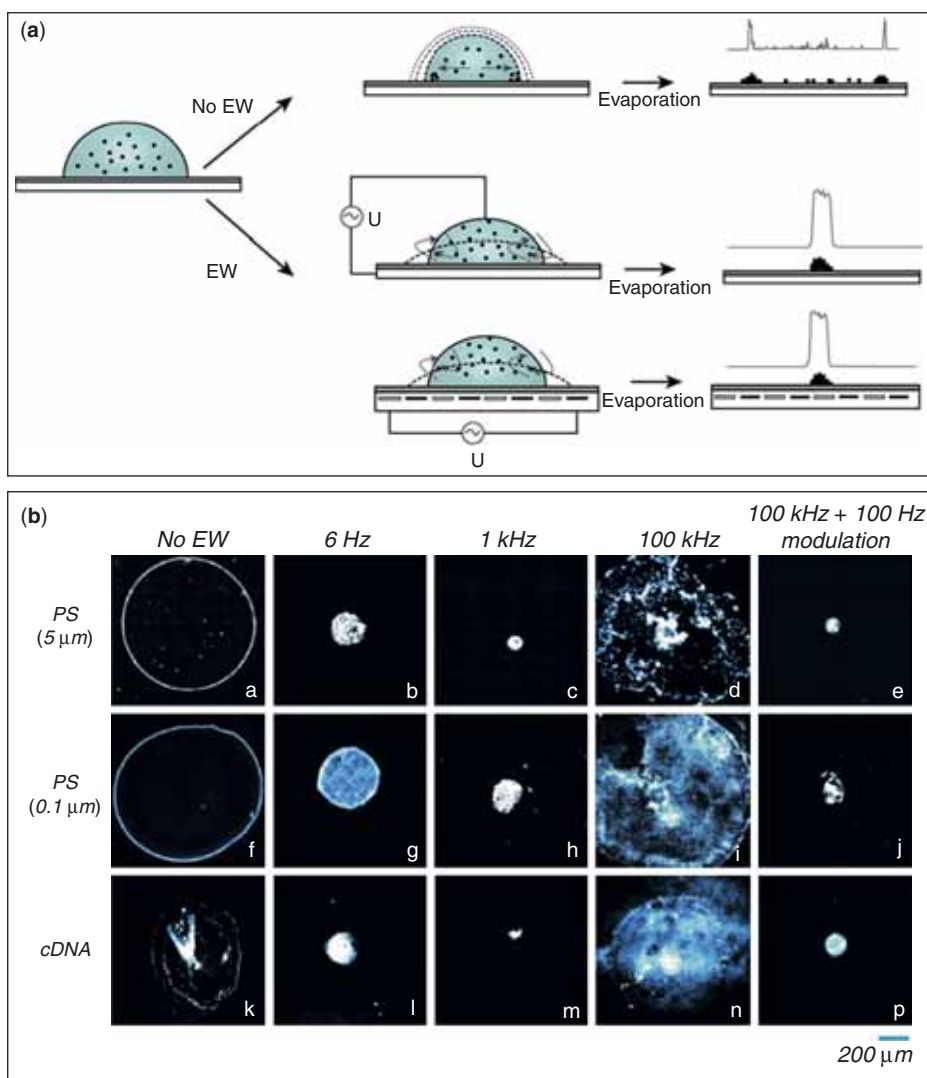 (a)
No EW
Evaporation
U
EW
Evaporation
Evaporation
U
(b)
No EW 6 Hz 1 kHz 100 kHz 100 kHz + 100 Hz
modulation
PS
(5 μm)
a b c d e
PS
(0.1 μm)
f g h i j
cDNA
k l m n p
200 μm